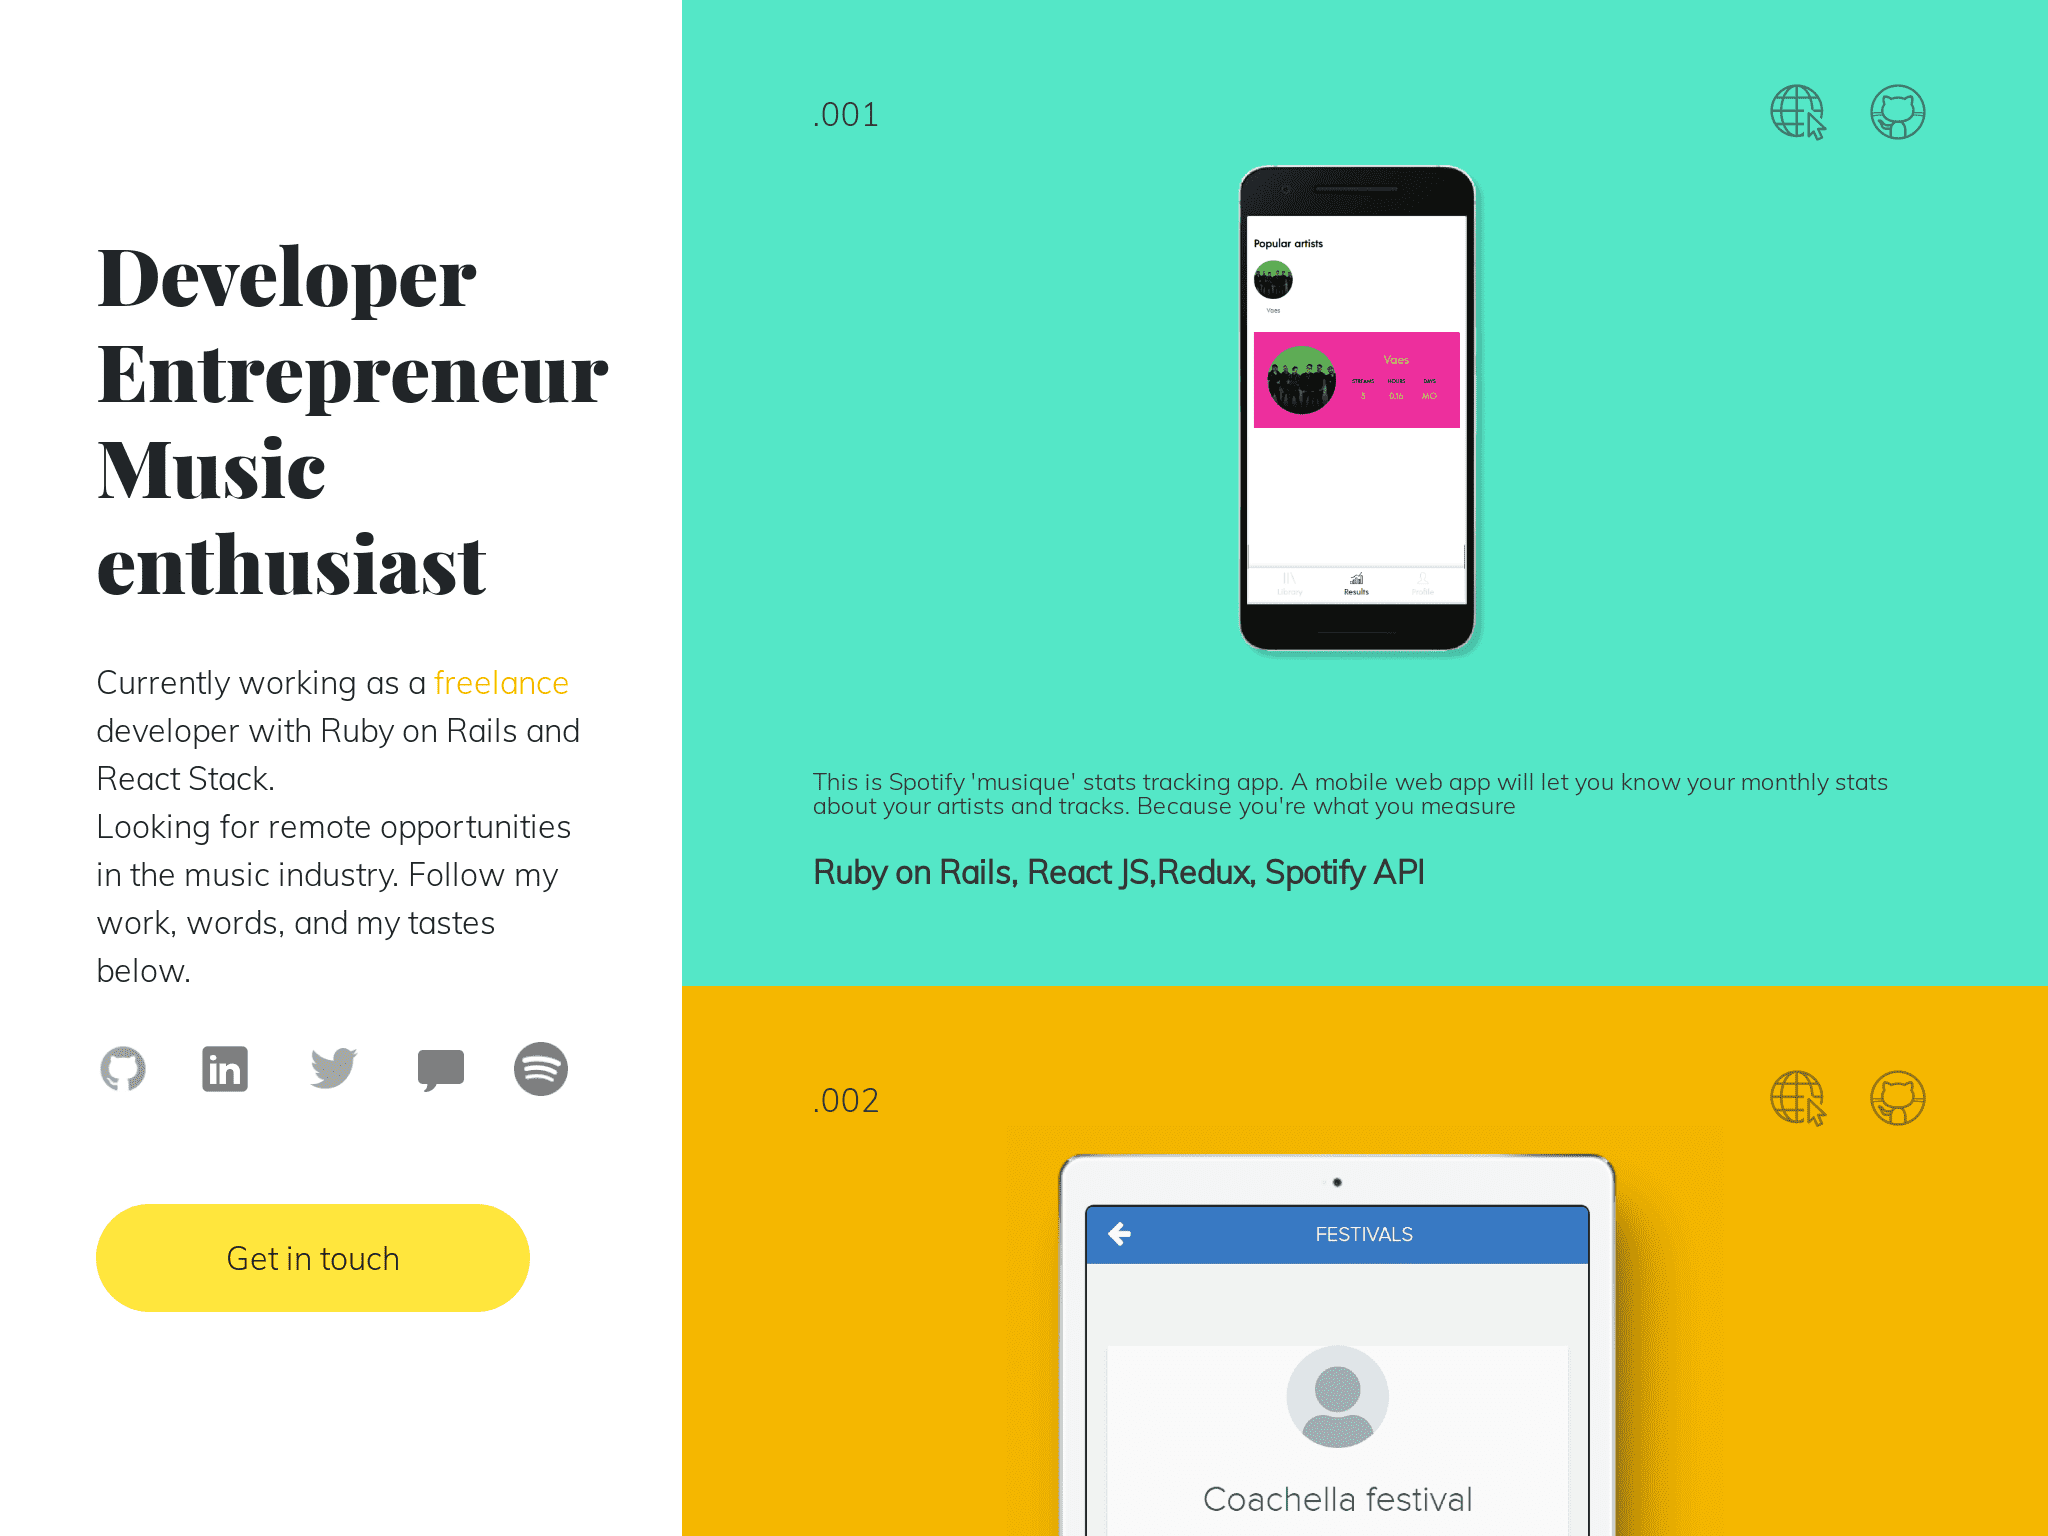 Developer
Entrepreneur
Music
enthusiast
Currently working as a freelance
developer with Ruby on Rails and
React Stack.
Looking for remote opportunities
in the music industry. Follow my
work, words, and my tastes
below.
in
Get in touch
.001
Popular artists
Vaes
Vaes
STREAMS HOURS DAYS
5 0.16 MO
Library Results Profile
This is Spotify 'musique' stats tracking app. A mobile web app will let you know your monthly stats
about your artists and tracks. Because you're what you measure
Ruby on Rails, React JS,Redux, Spotify API
.002
FESTIVALS
Coachella festival